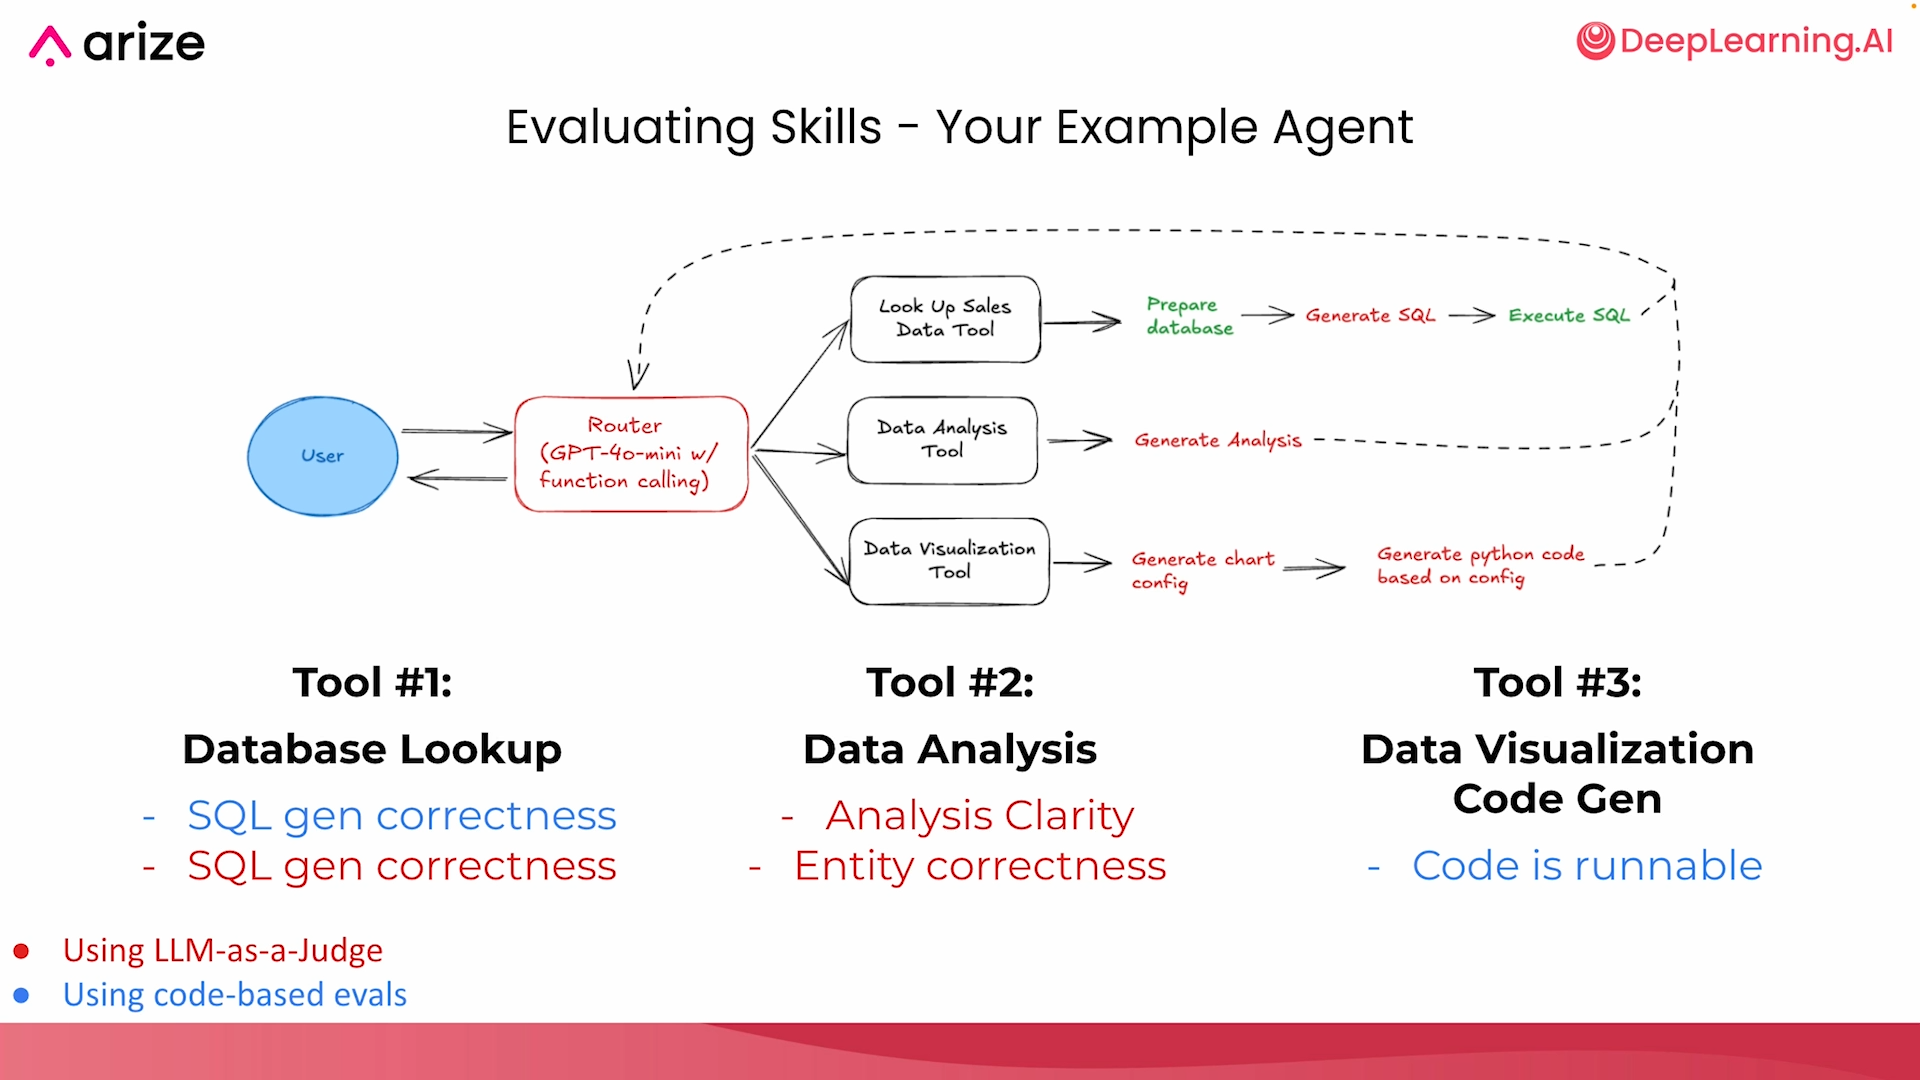 arize
DeepLearning.AI
Evaluating Skills - Your Example Agent
Look Up Sales
Data Tool
Prepare
database
Generate SQL
Execute SQL
User
Router
(GPT-4o-mini w/
function calling)
Data Analysis
Tool
Generate Analysis
Data Visualization
Tool
Generate chart
config
Generate python code
based on config
Tool #1:
Database Lookup
- SQL gen correctness
- SQL gen correctness
Tool #2:
Data Analysis
- Analysis Clarity
- Entity correctness
Tool #3:
Data Visualization
Code Gen
- Code is runnable
● Using LLM-as-a-Judge
● Using code-based evals